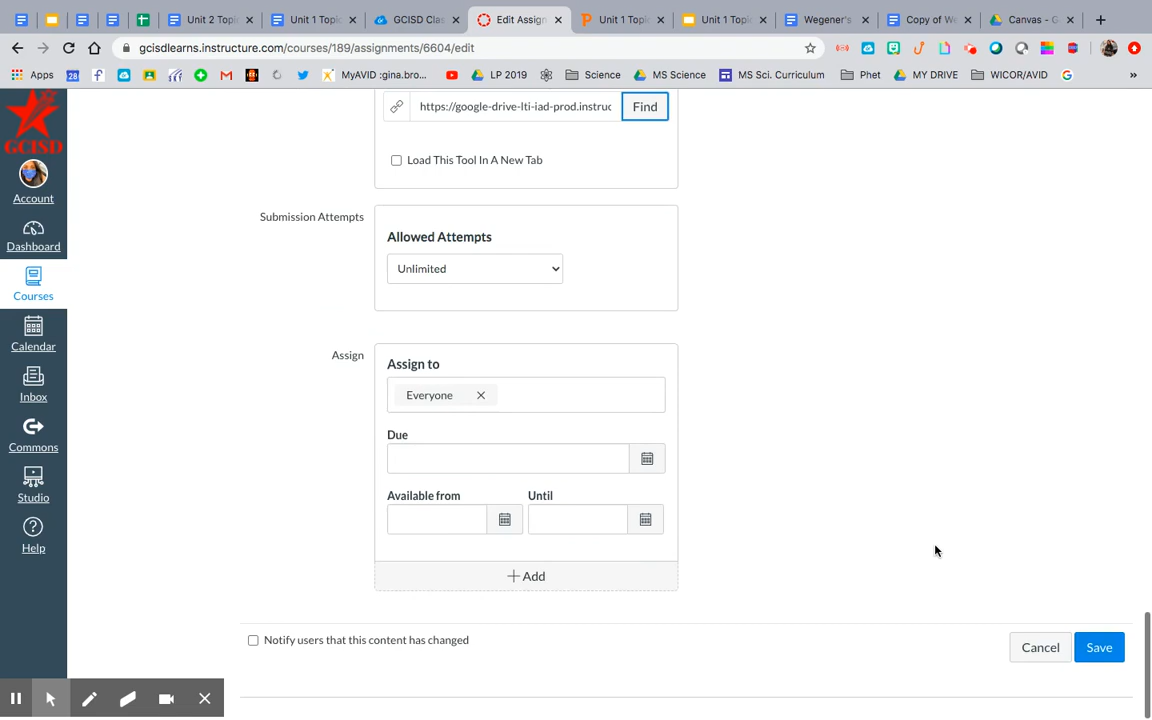 Unit 2 Topi
Unit 1 Topic
GCISD Clas
Edit Assign
Unit 1 Topi
Unit 1 Topi
Wegener's
Copy of We
Canvas - G
gcisdlearns.instructure.com/courses/189/assignments/6604/edit
Apps
28
MyAVID :gina.bro...
LP 2019
Science
MS Science
MS Sci. Curriculum
Phet
MY DRIVE
WICOR/AVID
»
GCISD
Account
Dashboard
Courses
Calendar
Inbox
Commons
Studio
Help
https://google-drive-lti-iad-prod.instruc
Find
Load This Tool In A New Tab
Submission Attempts
Allowed Attempts
Unlimited
Assign
Assign to
Everyone
Due
Available from
Until
+ Add
Notify users that this content has changed
Cancel
Save